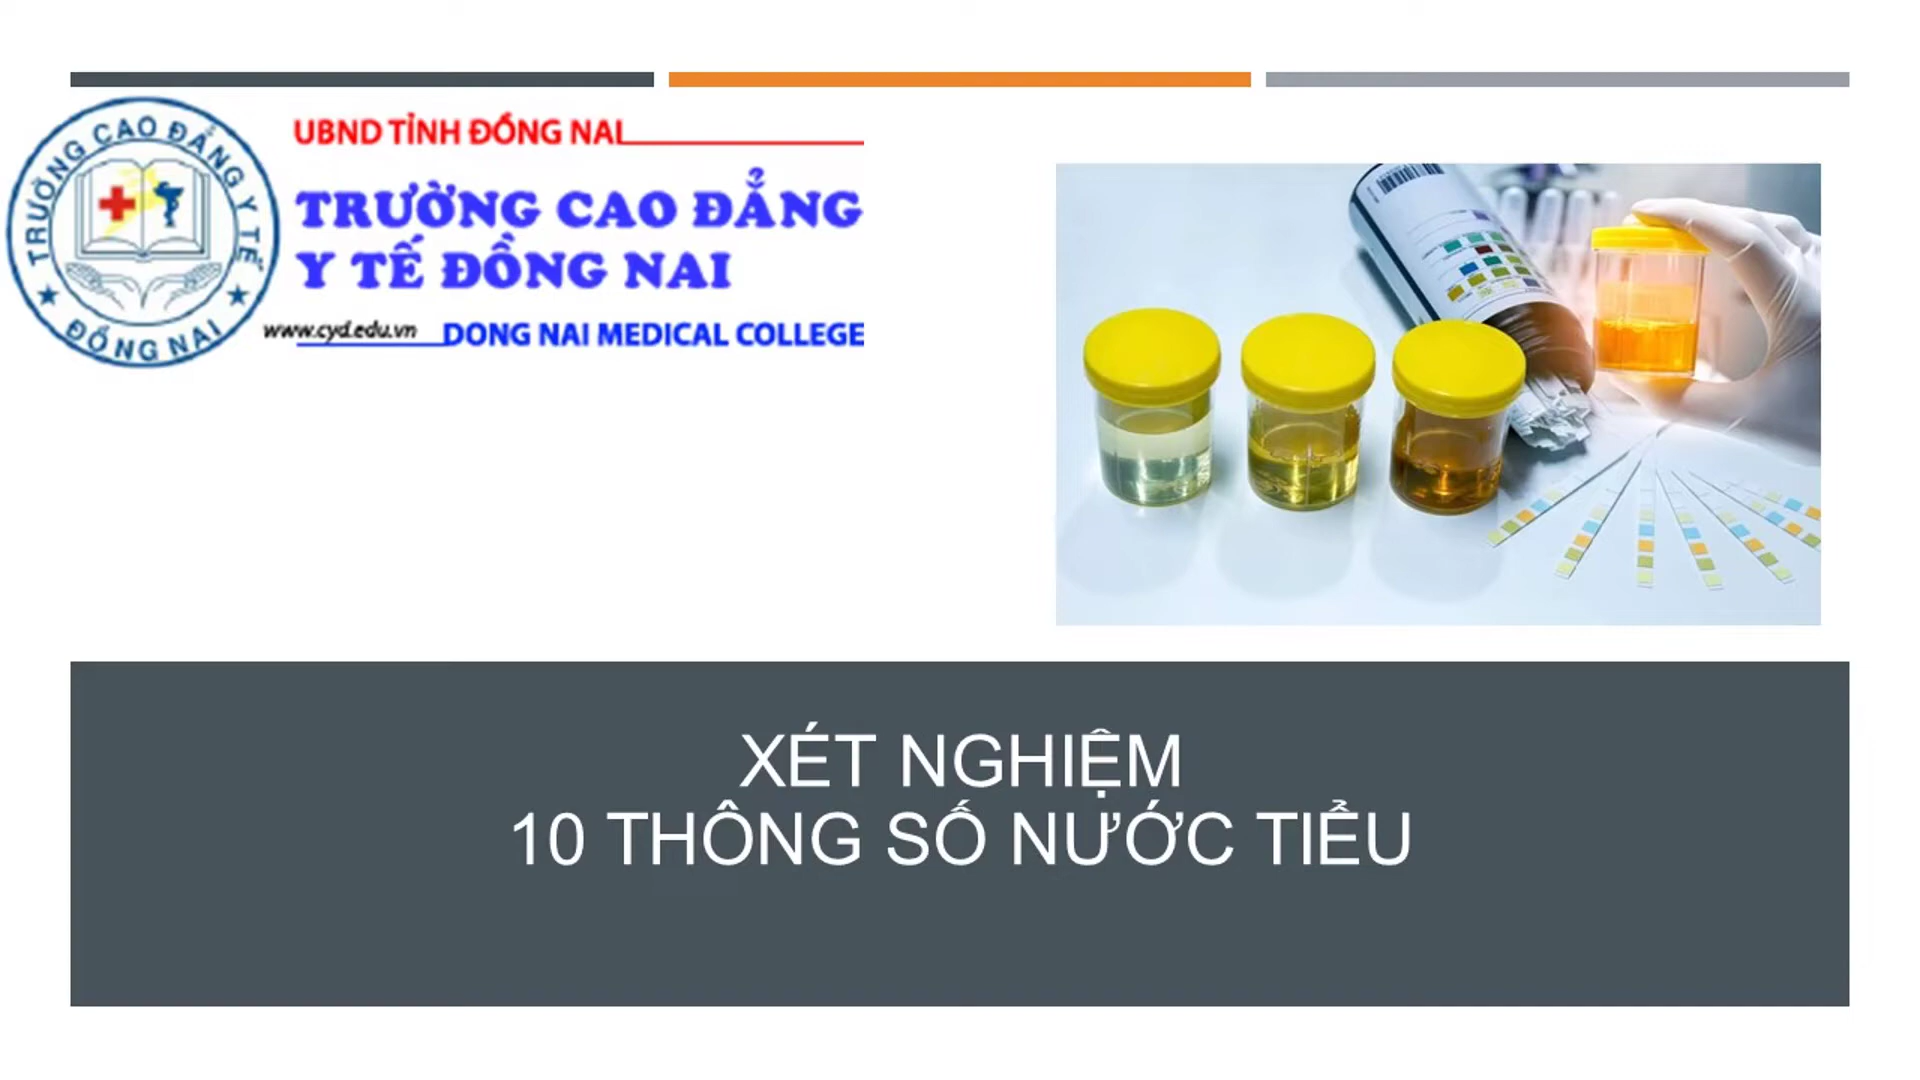 TRƯỜNG CAO ĐẲNG Y TẾ
ĐỒNG NAI
UBND TỈNH ĐỒNG NAI
TRƯỜNG CAO ĐẲNG
Y TẾ ĐỒNG NAI
www.cyd.edu.vn
DONG NAI MEDICAL COLLEGE
XÉT NGHIỆM
10 THÔNG SỐ NƯỚC TIỂU